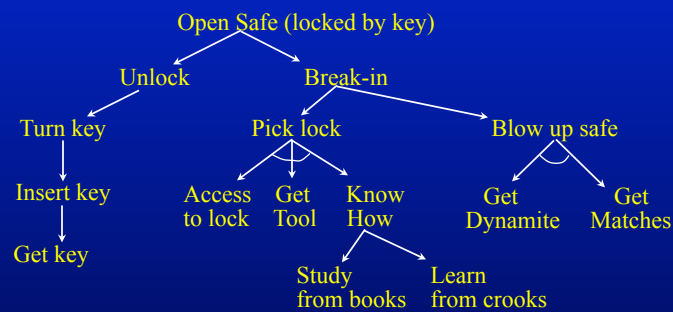 Open Safe (locked by key)
Unlock
Break-in
Turn key
Pick lock
Blow up safe
Insert key
Access
to lock
Get
Tool
Know
How
Get
Dynamite
Get
Matches
Get key
Study
from books
Learn
from crooks